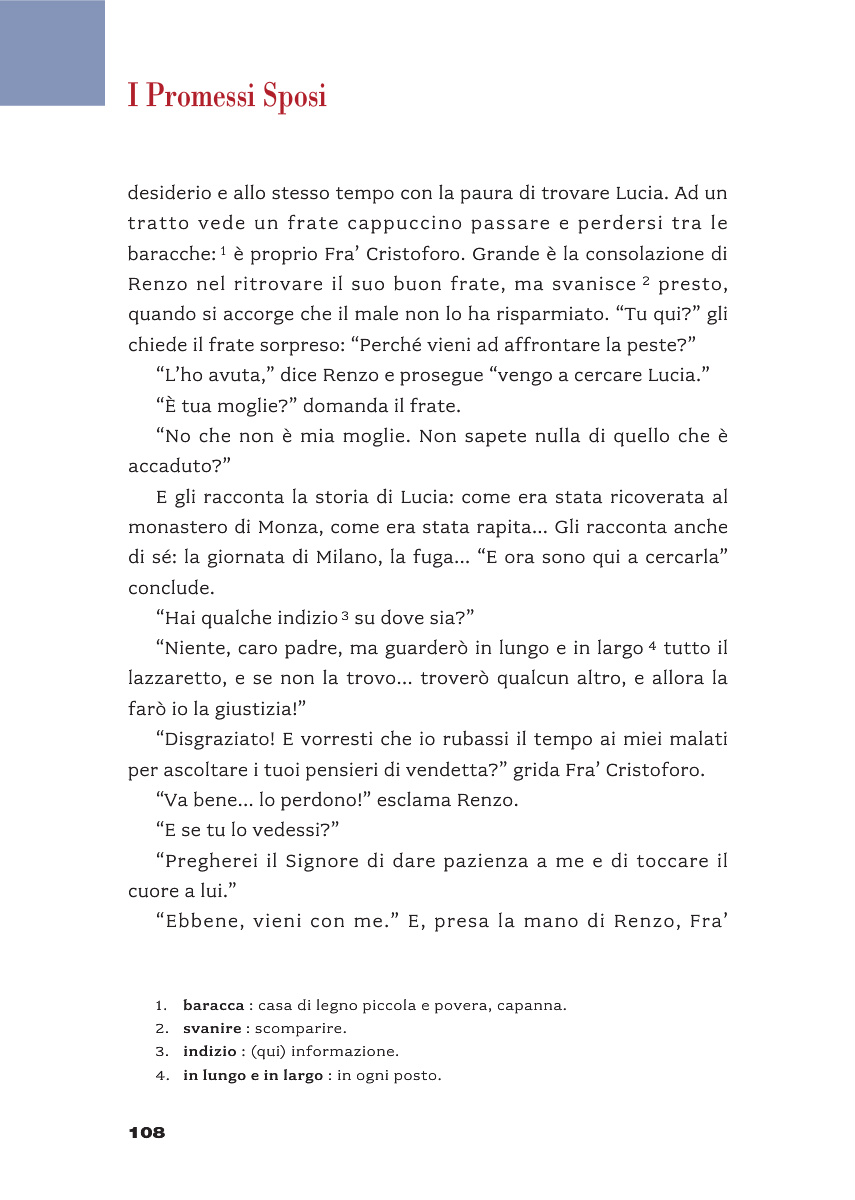 I Promessi Sposi
desiderio e allo stesso tempo con la paura di trovare Lucia. Ad un
tratto vede un frate cappuccino passare e perdersi tra le
baracche: 1 è proprio Fra’ Cristoforo. Grande è la consolazione di
Renzo nel ritrovare il suo buon frate, ma svanisce 2 presto,
quando si accorge che il male non lo ha risparmiato. “Tu qui?” gli
chiede il frate sorpreso: “Perché vieni ad affrontare la peste?”
“L’ho avuta,” dice Renzo e prosegue “vengo a cercare Lucia.”
“È tua moglie?” domanda il frate.
“No che non è mia moglie. Non sapete nulla di quello che è
accaduto?”
E gli racconta la storia di Lucia: come era stata ricoverata al
monastero di Monza, come era stata rapita... Gli racconta anche
di sé: la giornata di Milano, la fuga... “E ora sono qui a cercarla”
conclude.
“Hai qualche indizio 3 su dove sia?”
“Niente, caro padre, ma guarderò in lungo e in largo 4 tutto il
lazzaretto, e se non la trovo... troverò qualcun altro, e allora la
farò io la giustizia!”
“Disgraziato! E vorresti che io rubassi il tempo ai miei malati
per ascoltare i tuoi pensieri di vendetta?” grida Fra’ Cristoforo.
“Va bene... lo perdono!” esclama Renzo.
“E se tu lo vedessi?”
“Pregherei il Signore di dare pazienza a me e di toccare il
cuore a lui.”
“Ebbene, vieni con me.” E, presa la mano di Renzo, Fra’
1. baracca : casa di legno piccola e povera, capanna.
2. svanire : scomparire.
3. indizio : (qui) informazione.
4. in lungo e in largo : in ogni posto.
108